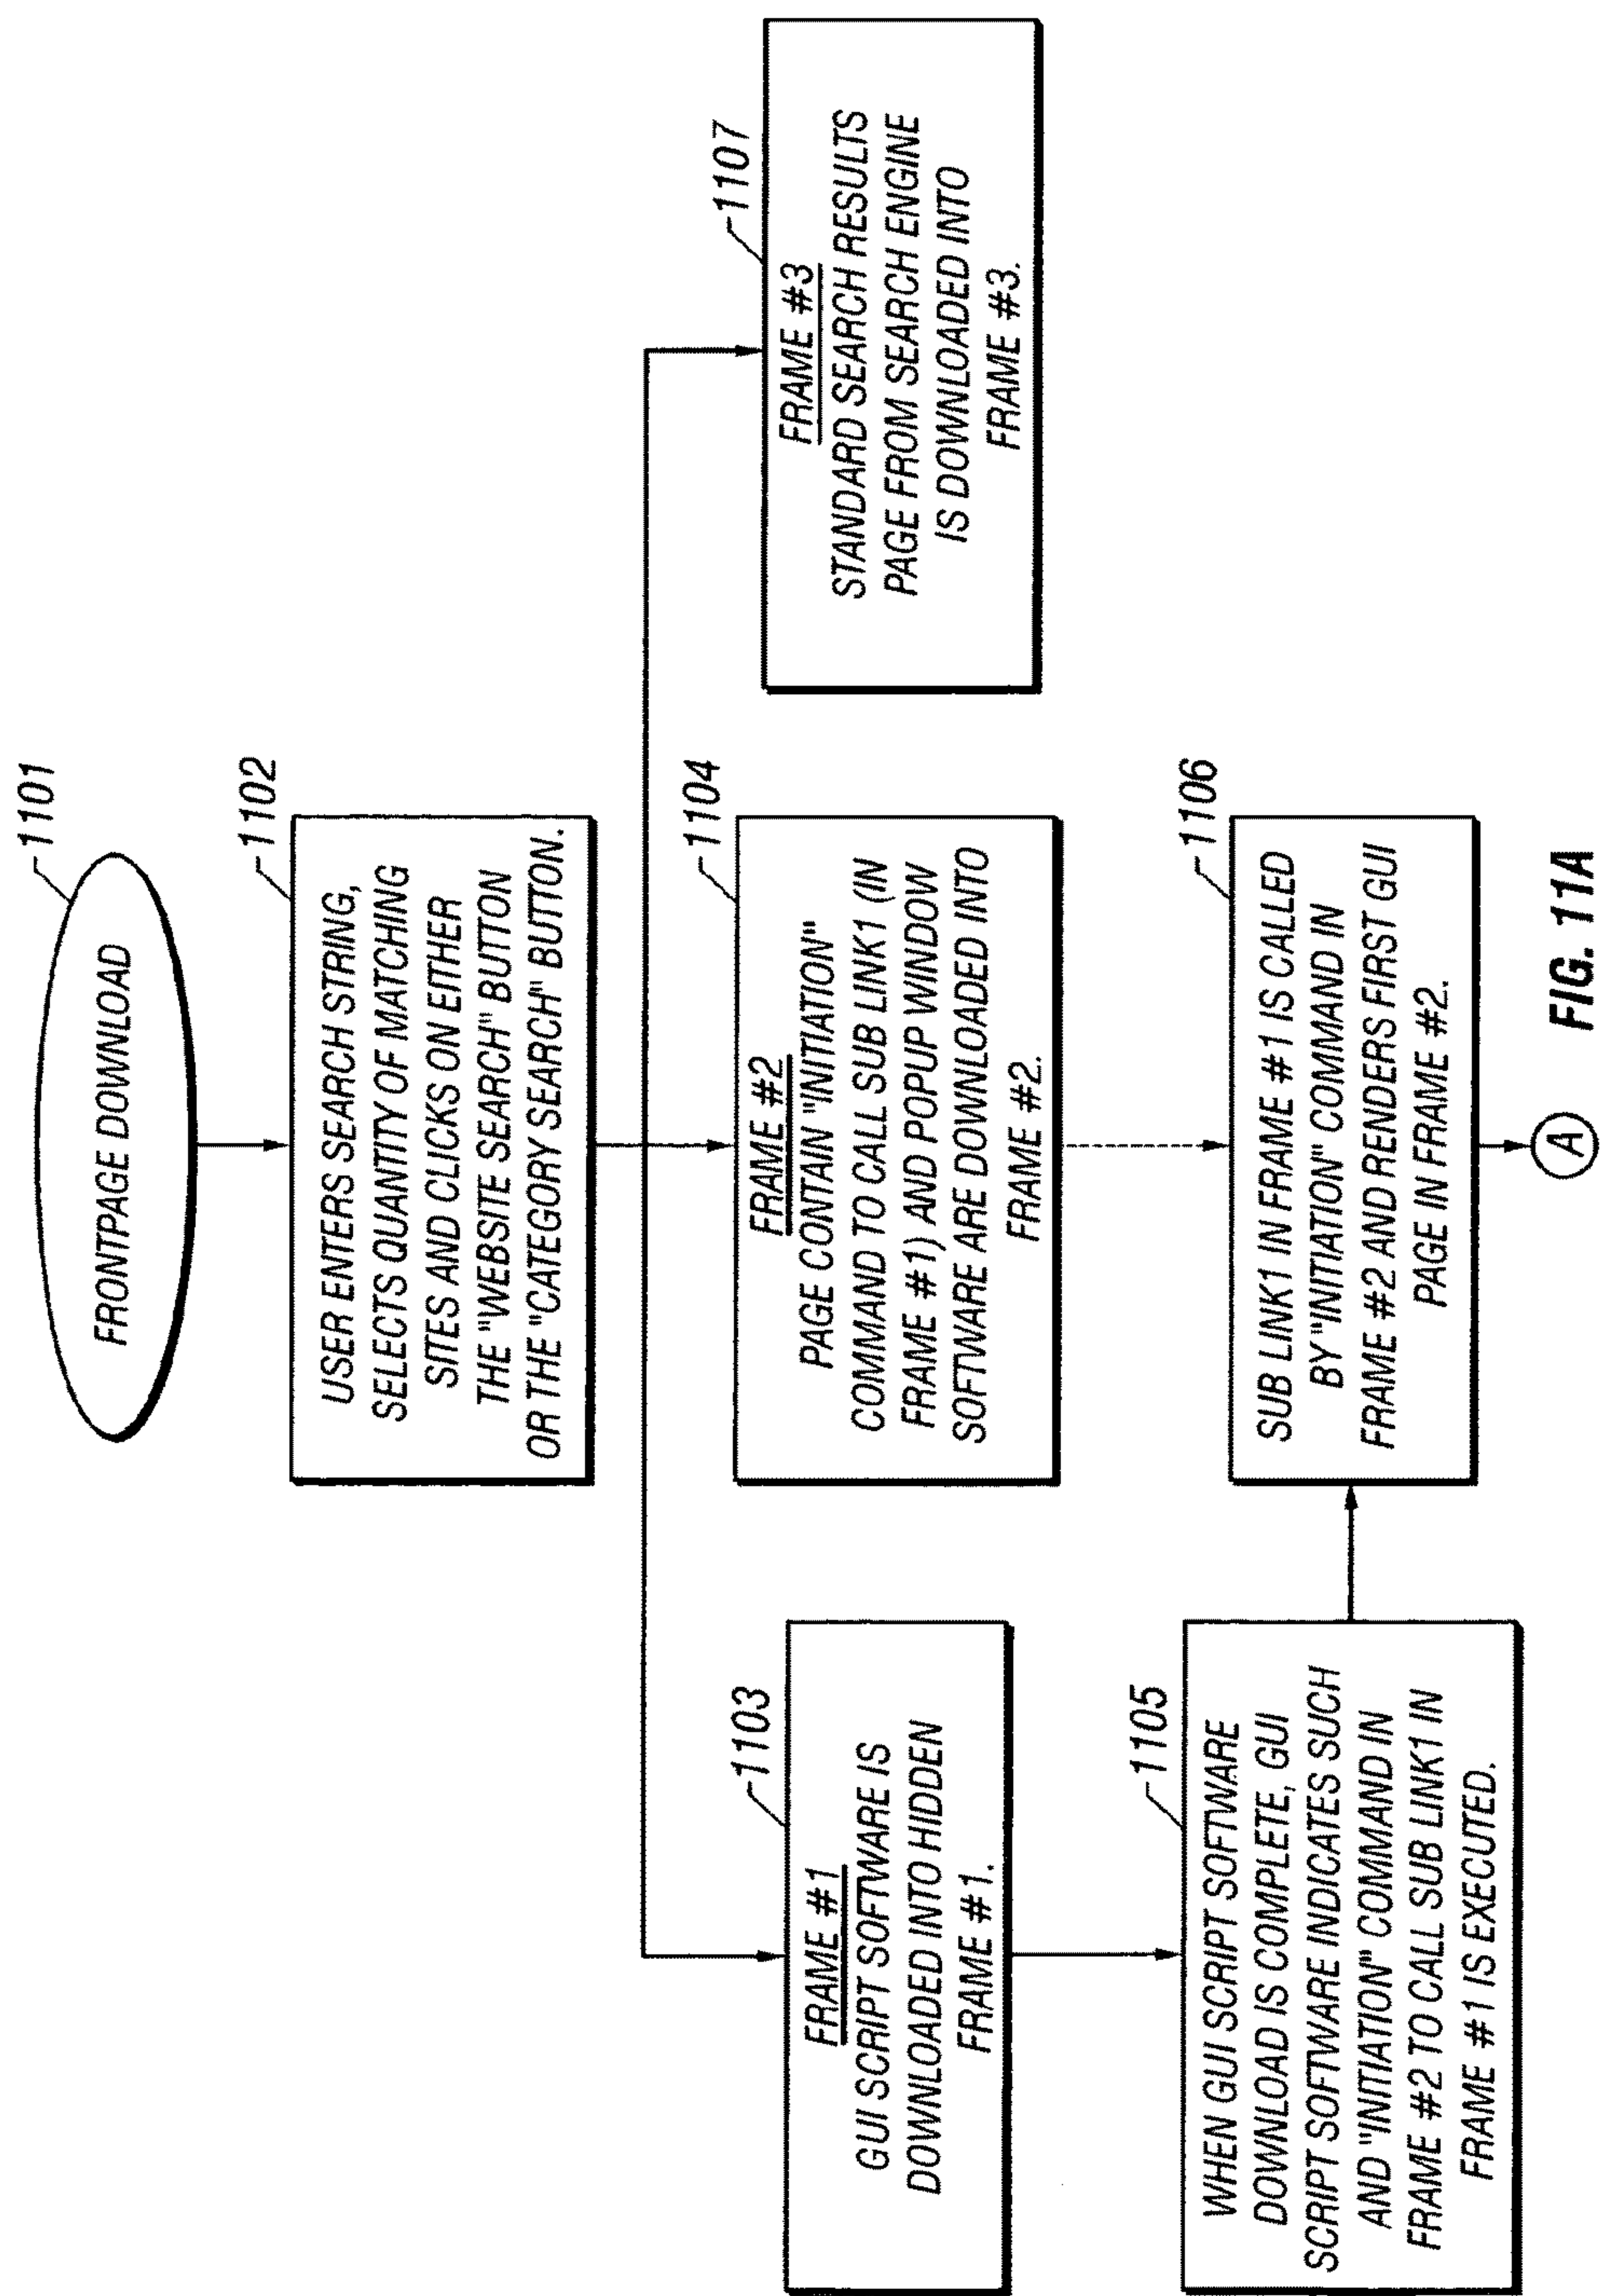 1101
FRONTPAGE DOWNLOAD
1102
USER ENTERS SEARCH STRING,
SELECTS QUANTITY OF MATCHING
SITES AND CLICKS ON EITHER
THE "WEBSITE SEARCH" BUTTON
OR THE "CATEGORY SEARCH" BUTTON.
1103
FRAME #1
GUI SCRIPT SOFTWARE IS
DOWNLOADED INTO HIDDEN
FRAME #1.
1104
FRAME #2
PAGE CONTAIN "INITIATION"
COMMAND TO CALL SUB LINK1 (IN
FRAME #1) AND POPUP WINDOW
SOFTWARE ARE DOWNLOADED INTO
FRAME #2.
1107
FRAME #3
STANDARD SEARCH RESULTS
PAGE FROM SEARCH ENGINE
IS DOWNLOADED INTO
FRAME #3.
1105
WHEN GUI SCRIPT SOFTWARE
DOWNLOAD IS COMPLETE, GUI
SCRIPT SOFTWARE INDICATES SUCH
AND "INITIATION" COMMAND IN
FRAME #2 TO CALL SUB LINK1 IN
FRAME #1 IS EXECUTED.
1106
SUB LINK1 IN FRAME #1 IS CALLED
BY "INITIATION" COMMAND IN
FRAME #2 AND RENDERS FIRST GUI
PAGE IN FRAME #2.
A
FIG. 11A